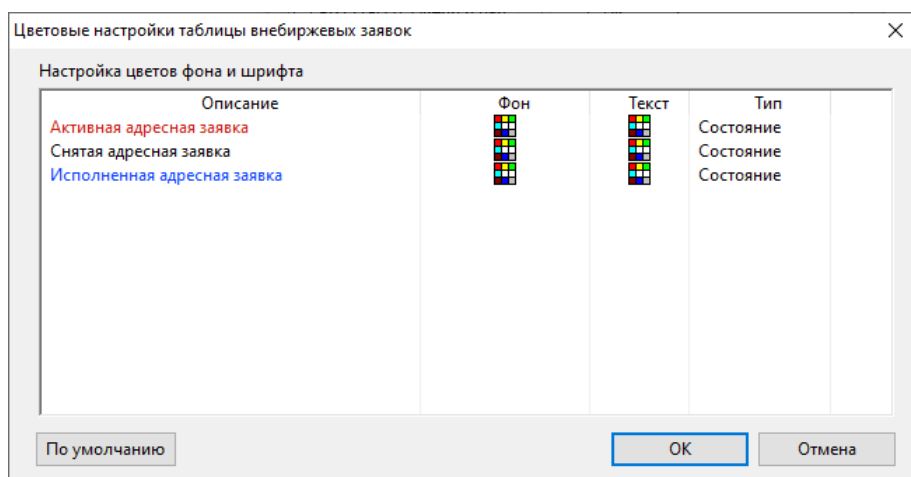 Цветовые настройки таблицы внебиржевых заявок
Настройка цветов фона и шрифта
Описание Фон Текст Тип
Активная адресная заявка Состояние
Снятая адресная заявка Состояние
Исполненная адресная заявка Состояние
По умолчанию OK Отмена